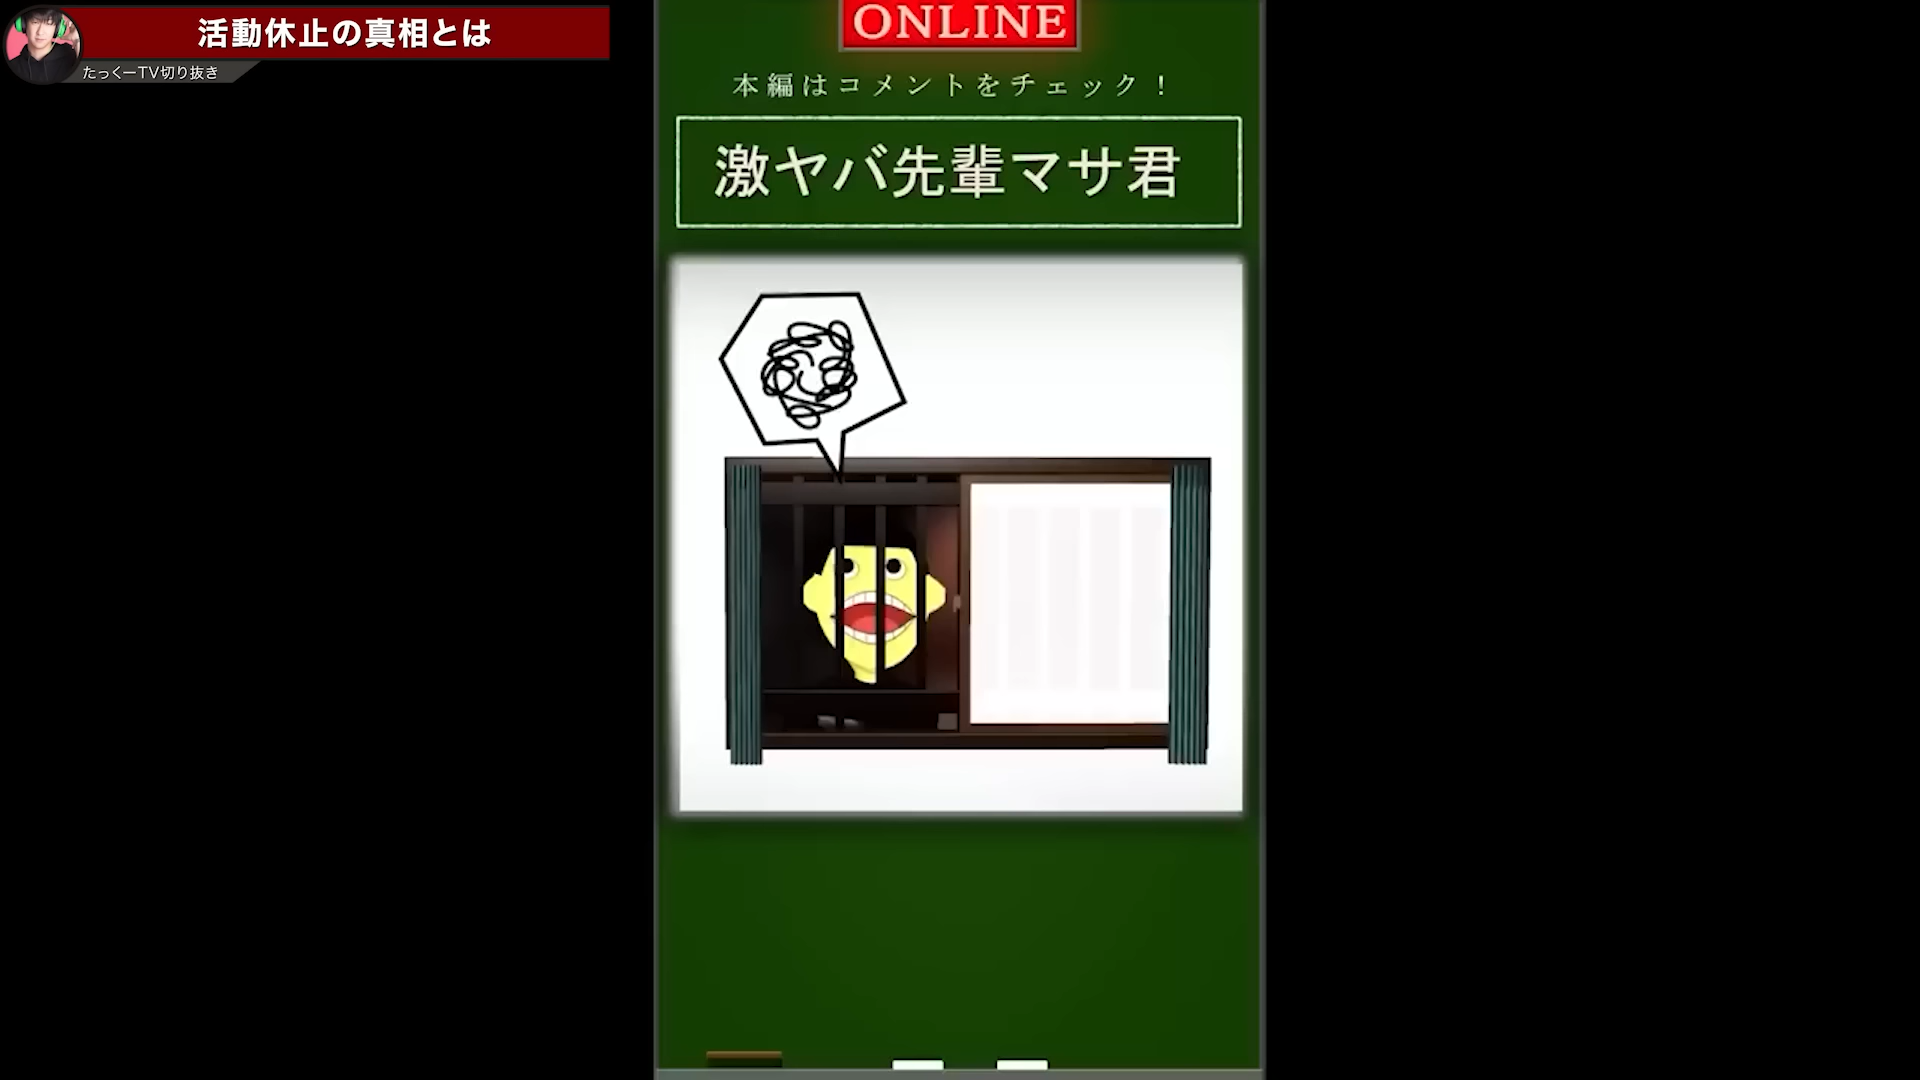 活動休止の真相とは
たっくーTV切り抜き
ONLINE
本編はコメントをチェック！
激ヤバ先輩マサ君